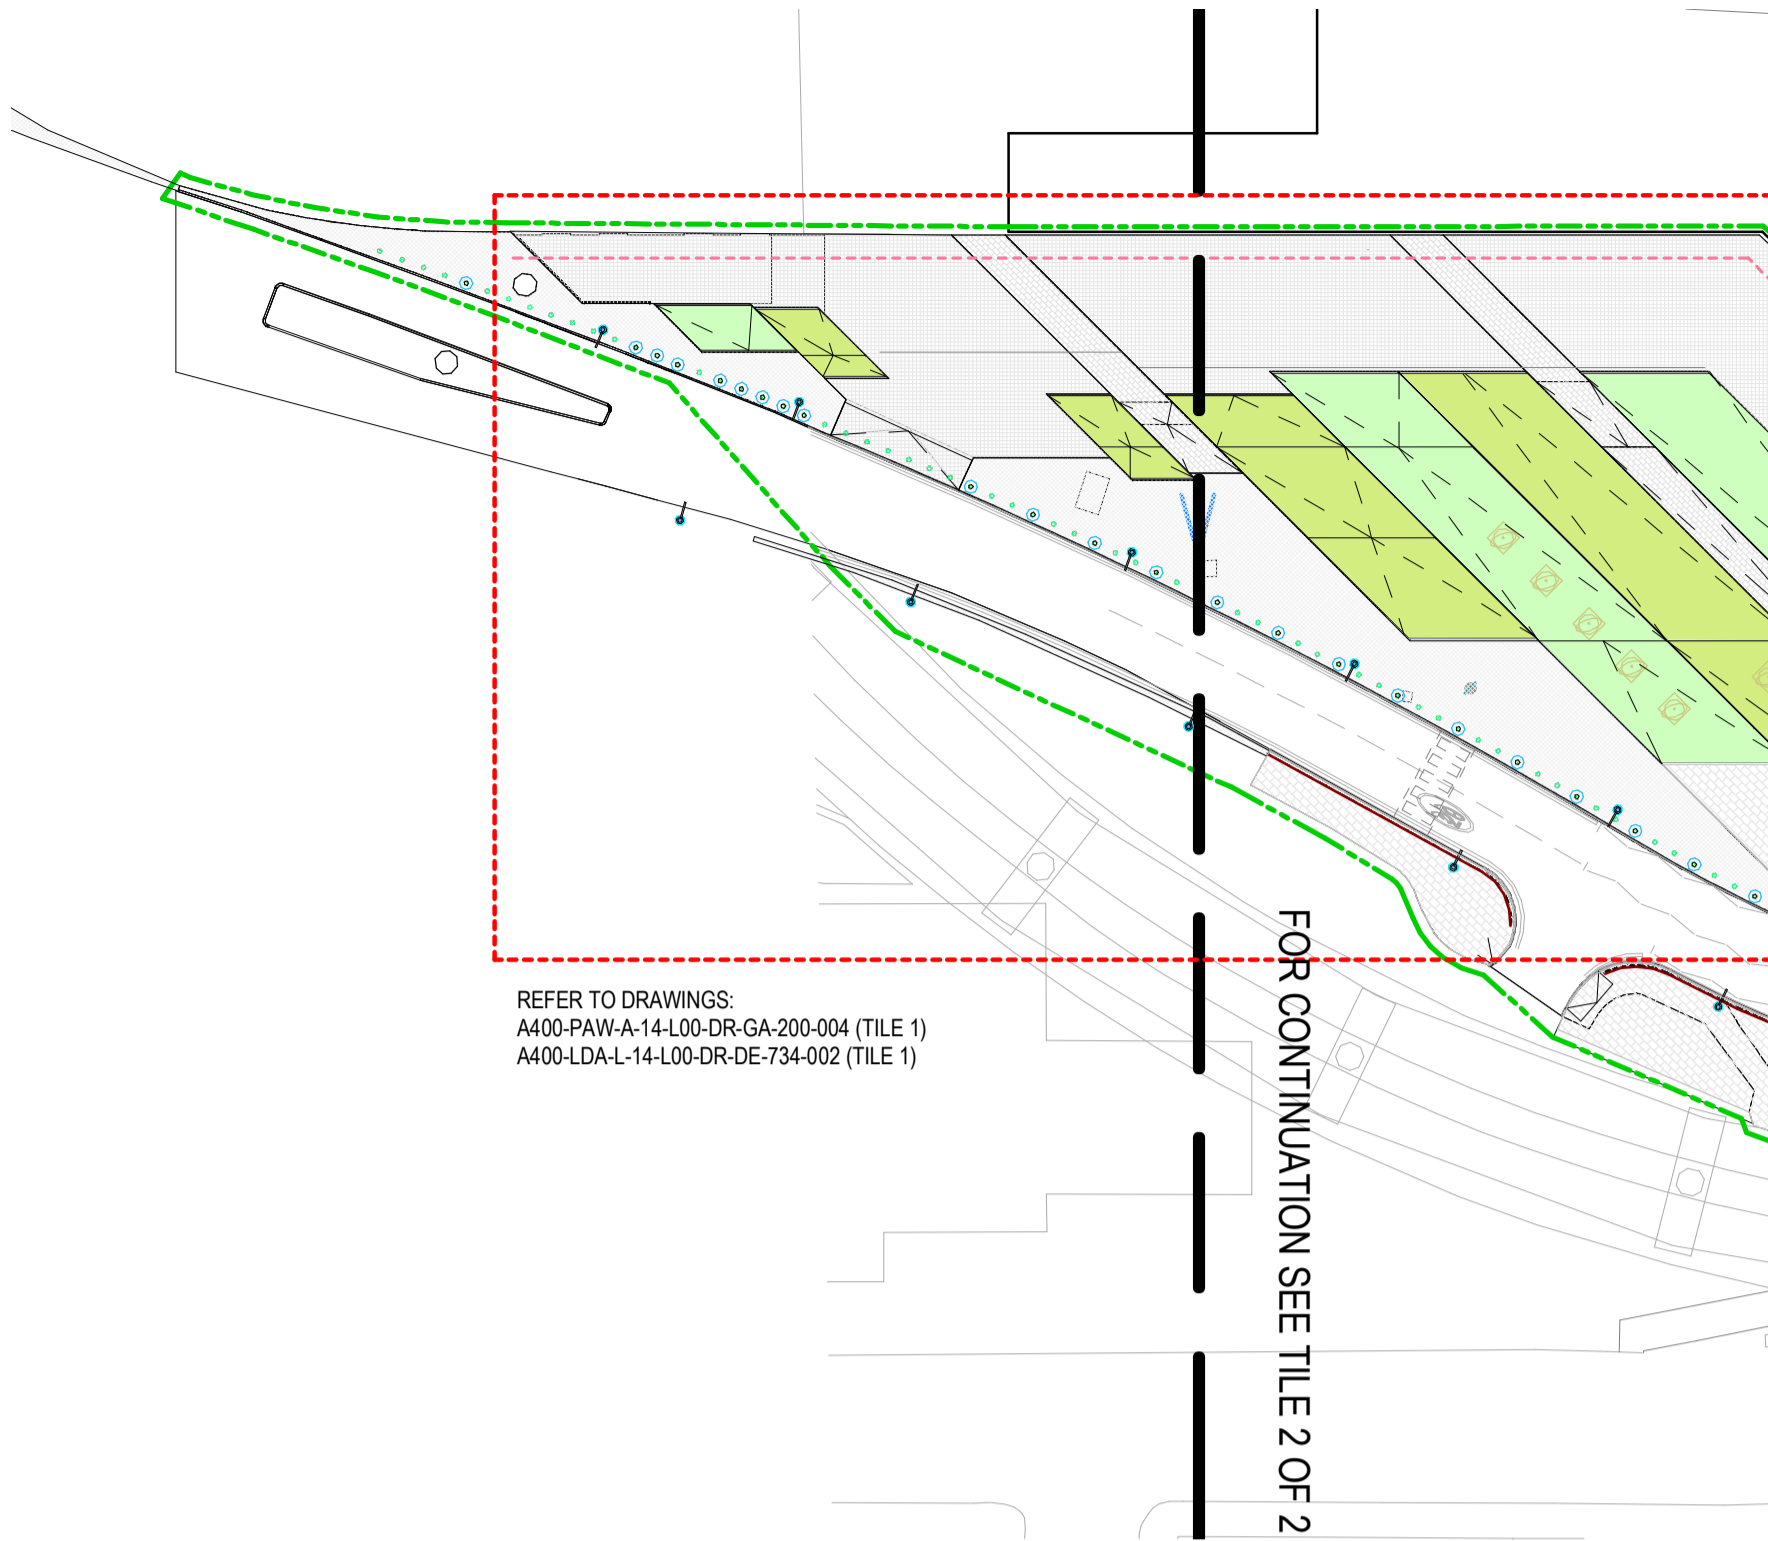 REFER TO DRAWINGS:
A400-PAW-A-14-L00-DR-GA-200-004 (TILE 1)
A400-LDA-L-14-L00-DR-DE-734-002 (TILE 1)
FOR CONTINUATION SEE TILE 2 OF 2